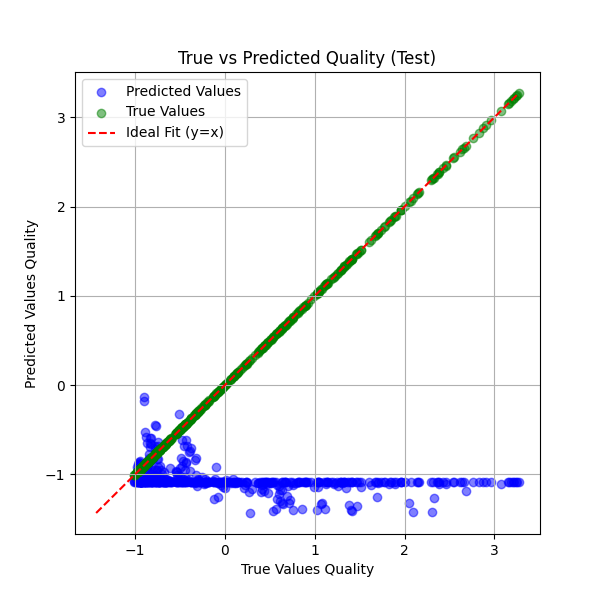 True vs Predicted Quality (Test)
Predicted Values
True Values
Ideal Fit (y=x)
Predicted Values Quality
3
2
1
0
−1
−1
0
1
2
3
True Values Quality